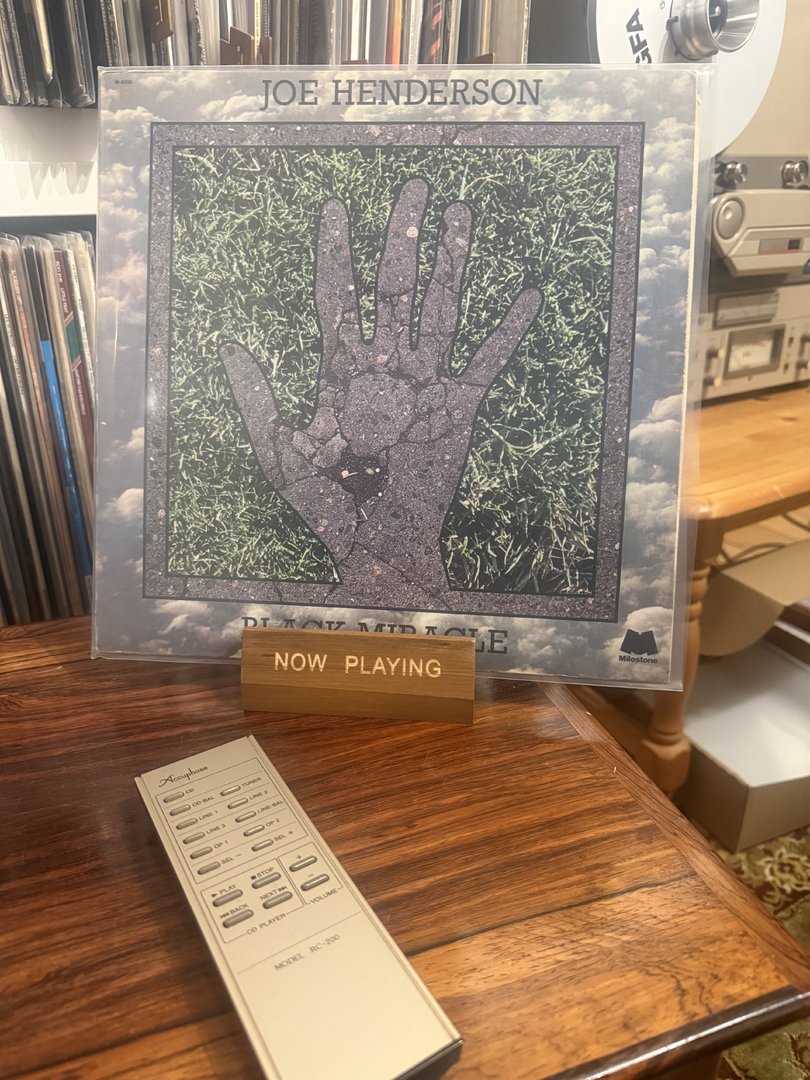 JOE HENDERSON
GFA
BLACK MIRACLE
Milestone
NOW PLAYING
Accuphase
CD
CD-BAL TUNER
LINE 1 LINE 2
LINE 3 LINE-BAL
OP 1 OP 2
SEL − SEL +
▶ PLAY ■ STOP + −
|◀◀ BACK NEXT ▶▶| VOLUME
CD PLAYER
MODEL RC-200